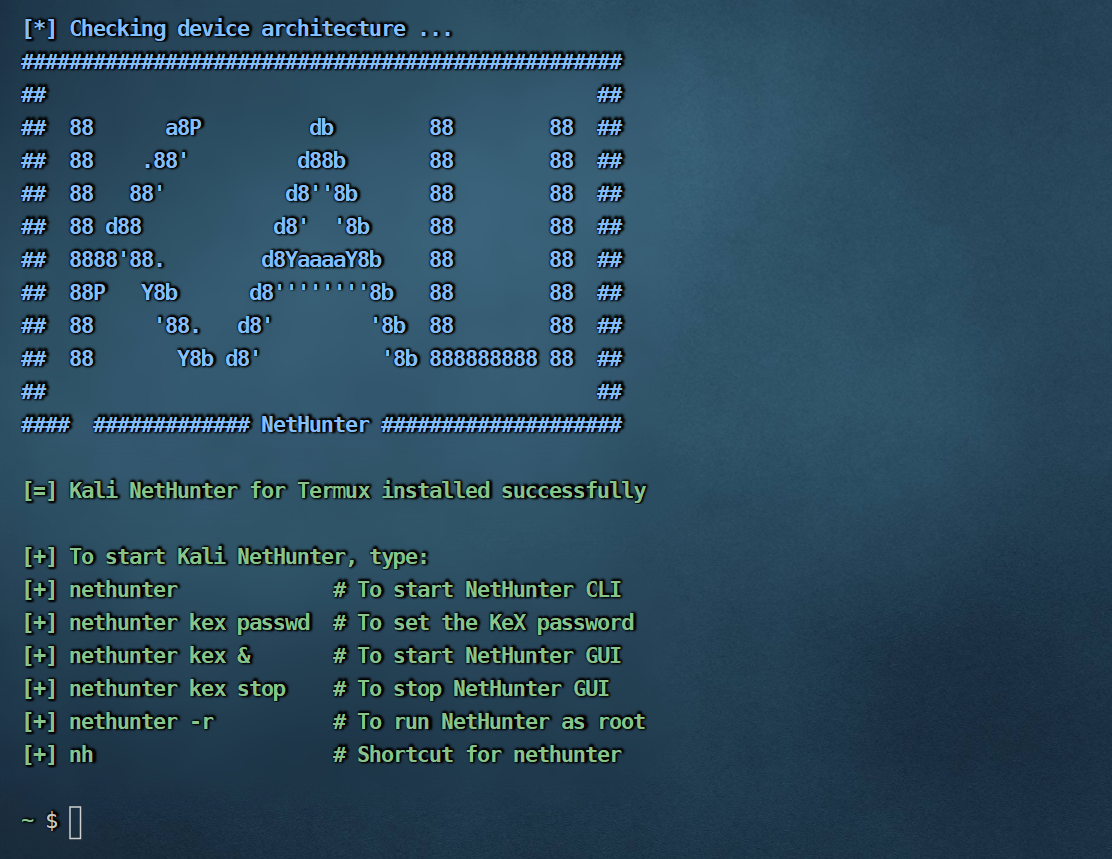 [*] Checking device architecture ...
##################################################
##                                              ##
##  88      a8P         db        88        88  ##
##  88    .88'         d88b       88        88  ##
##  88   88'          d8''8b      88        88  ##
##  88 d88           d8'  '8b     88        88  ##
##  8888'88.        d8YaaaaY8b    88        88  ##
##  88P   Y8b      d8''''''''8b   88        88  ##
##  88     '88.   d8'        '8b  88        88  ##
##  88       Y8b d8'          '8b 888888888 88  ##
##                                              ##
####  ############# NetHunter ####################

[=] Kali NetHunter for Termux installed successfully

[+] To start Kali NetHunter, type:
[+] nethunter             # To start NetHunter CLI
[+] nethunter kex passwd  # To set the KeX password
[+] nethunter kex &       # To start NetHunter GUI
[+] nethunter kex stop    # To stop NetHunter GUI
[+] nethunter -r          # To run NetHunter as root
[+] nh                    # Shortcut for nethunter

~ $